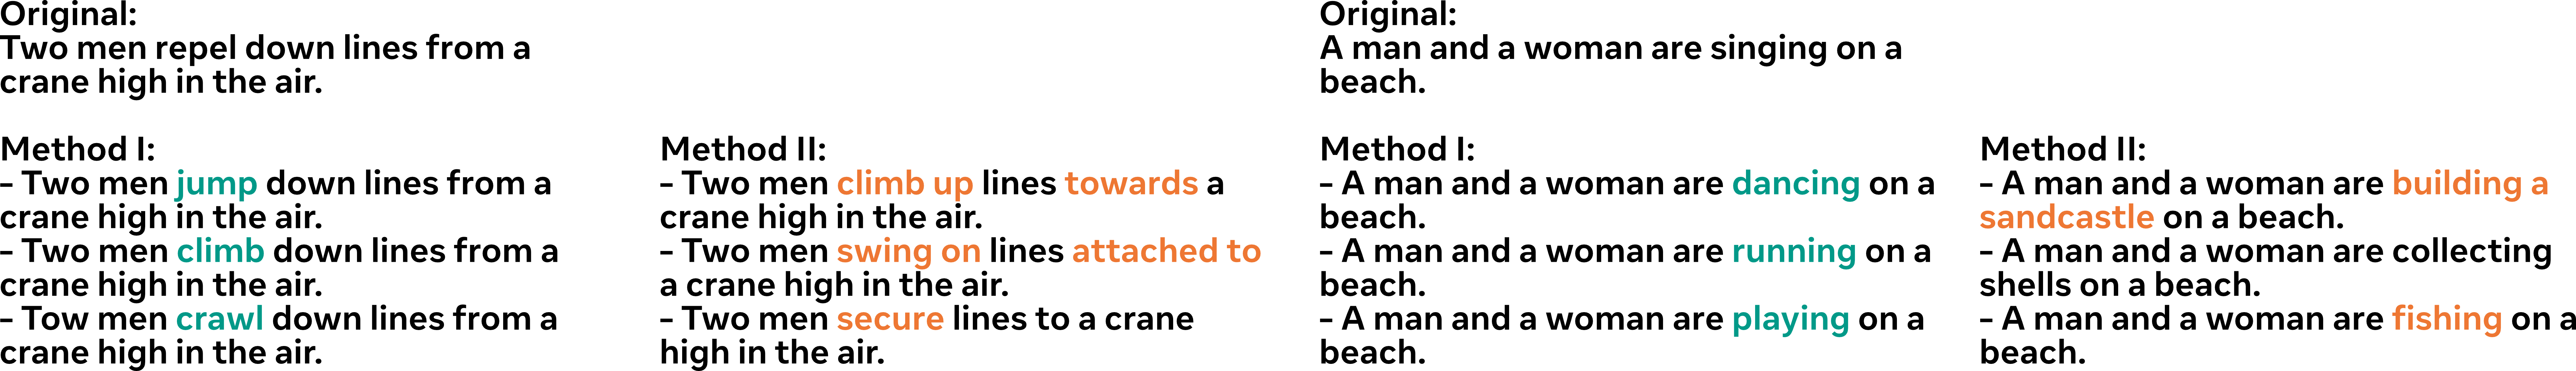 Original:
Two men repel down lines from a
crane high in the air.
Method I:
- Two men jump down lines from a
crane high in the air.
- Two men climb down lines from a
crane high in the air.
- Tow men crawl down lines from a
crane high in the air.
Method II:
- Two men climb up lines towards a
crane high in the air.
- Two men swing on lines attached to
a crane high in the air.
- Two men secure lines to a crane
high in the air.
Original:
A man and a woman are singing on a
beach.
Method I:
- A man and a woman are dancing on a
beach.
- A man and a woman are running on a
beach.
- A man and a woman are playing on a
beach.
Method II:
- A man and a woman are building a
sandcastle on a beach.
- A man and a woman are collecting
shells on a beach.
- A man and a woman are fishing on a
beach.